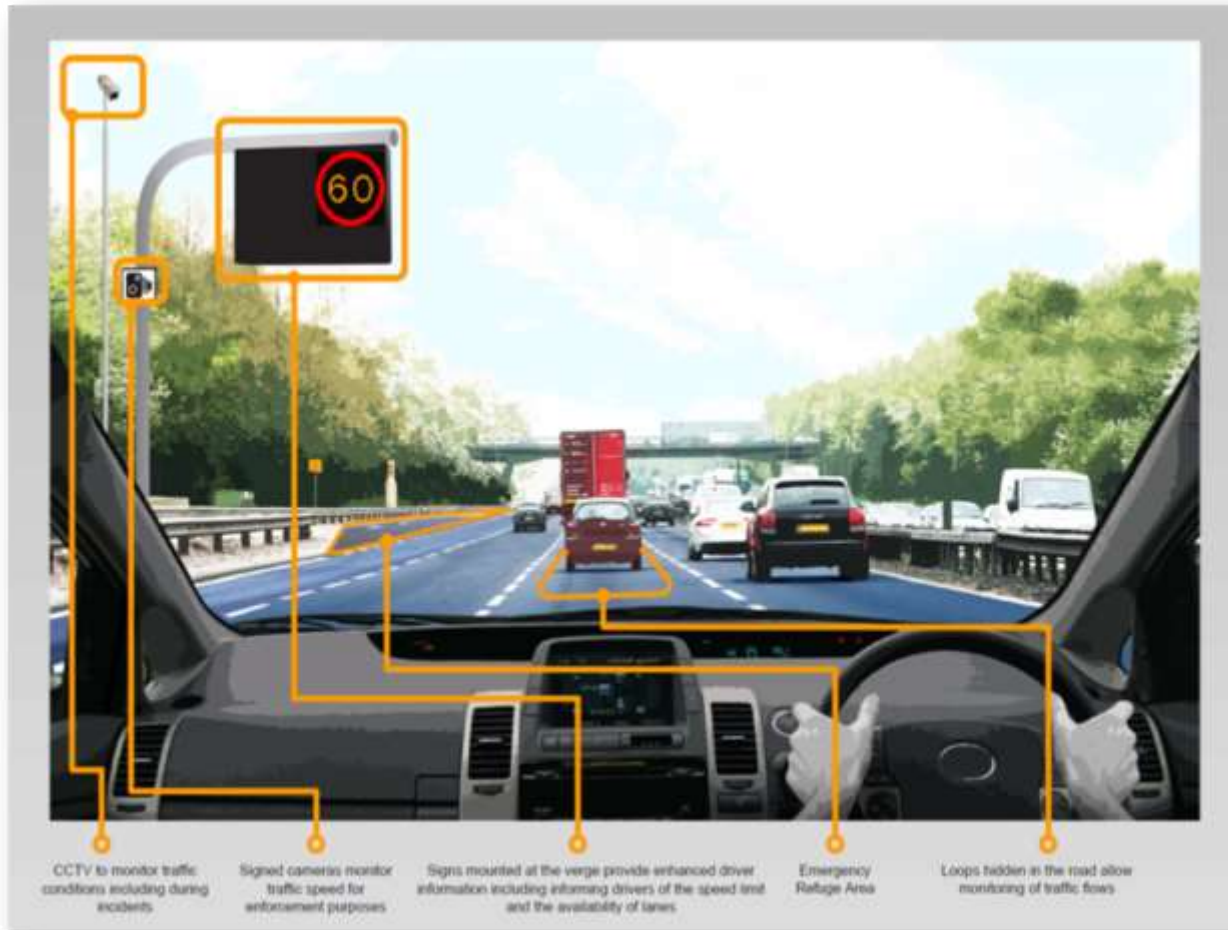 60
CCTV to monitor traffic
conditions including during
incidents
Signed cameras monitor
traffic speed for
enforcement purposes
Signs mounted at the verge provide enhanced driver
information including informing drivers of the speed limit
and the availability of lanes
Emergency
Refuge Area
Loops hidden in the road allow
monitoring of traffic flows